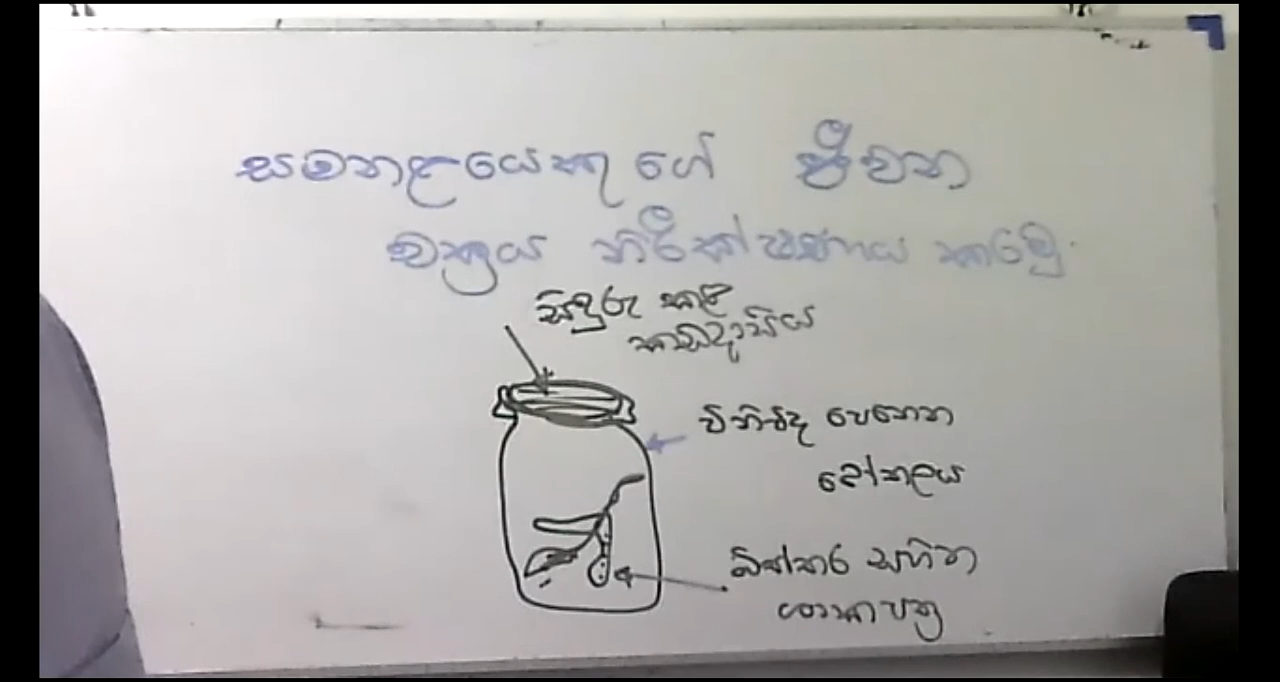 සමනළයෙකු ගේ ජීවන
චක්‍රය නිරීක්ෂණය කරමු.
සිදුරු කළ
කඩදාසිය
විනිවිද පෙනෙන
බෝතලය
බිත්තර සහිත
ශාක පත්‍ර